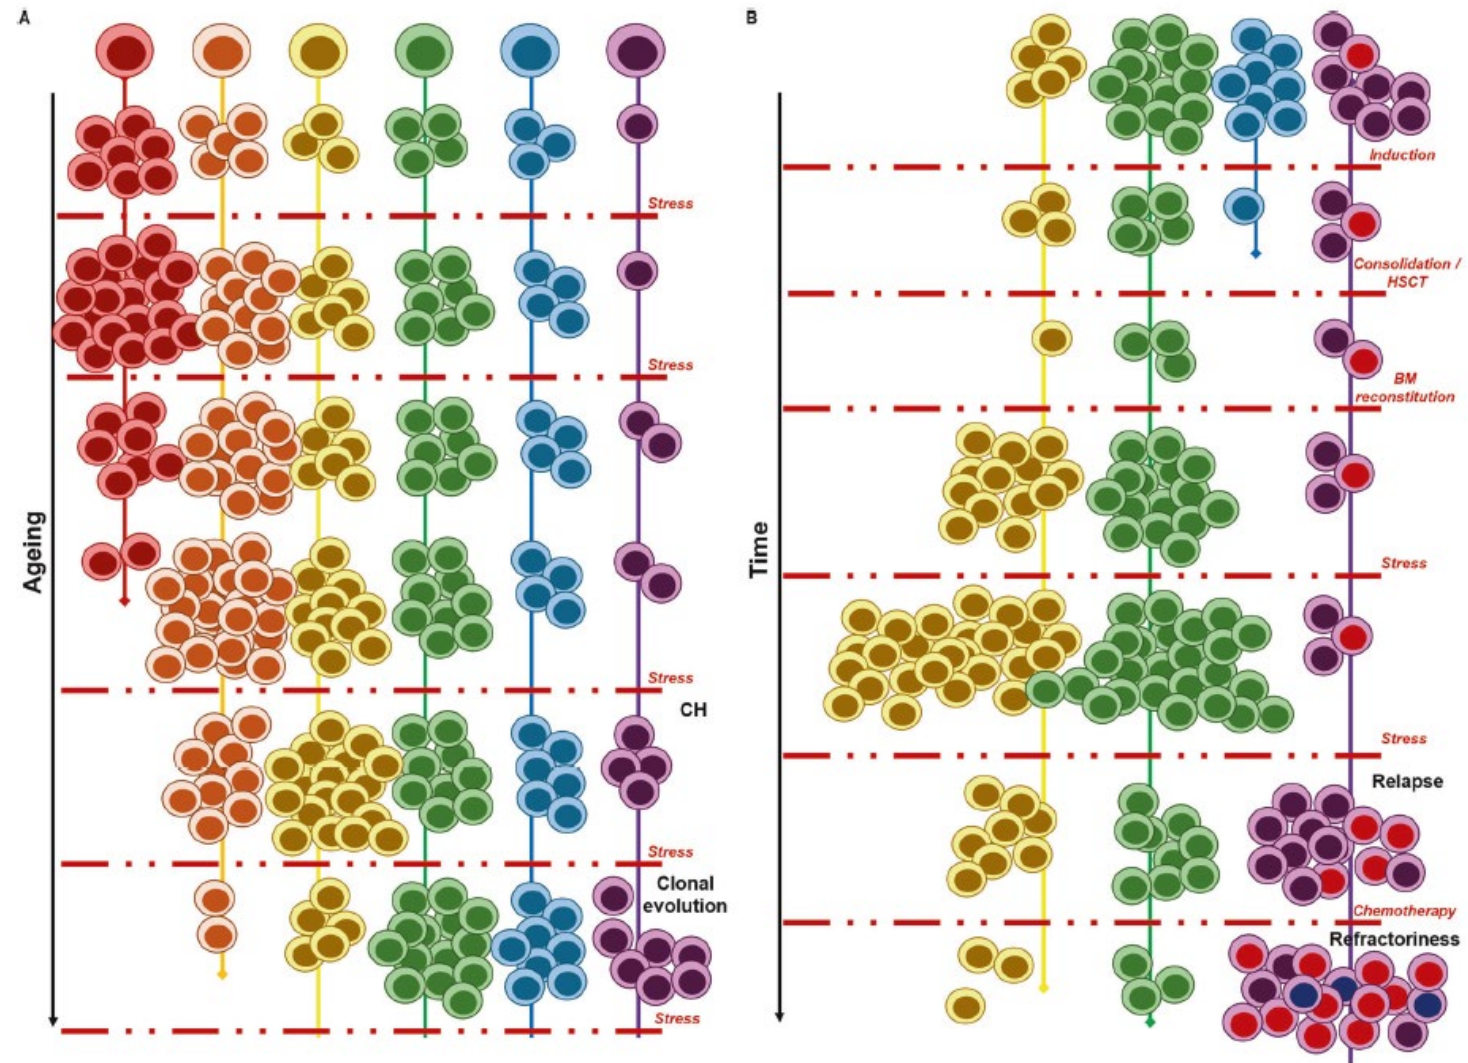 A
Stress
Stress
Ageing
Stress
CH
Stress
Clonal
evolution
Stress
B
Induction
Consolidation /
HSCT
BM
reconstitution
Time
Stress
Stress
Relapse
Chemotherapy
Refractoriness